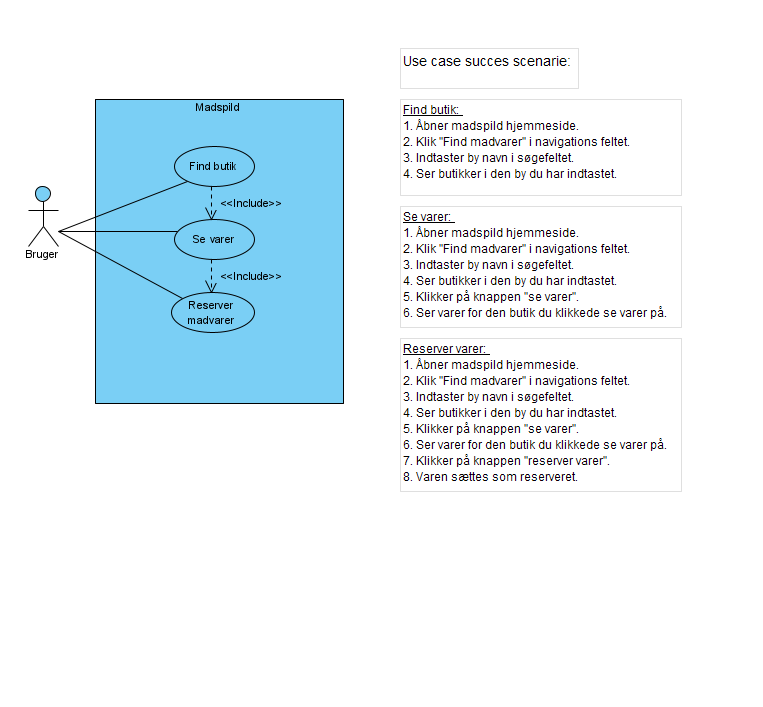 Madspild
Find butik
<<Include>>
Se varer
<<Include>>
Reserver
madvarer
Bruger
Use case succes scenarie:
Find butik:
1. Åbner madspild hjemmeside.
2. Klik "Find madvarer" i navigations feltet.
3. Indtaster by navn i søgefeltet.
4. Ser butikker i den by du har indtastet.
Se varer:
1. Åbner madspild hjemmeside.
2. Klik "Find madvarer" i navigations feltet.
3. Indtaster by navn i søgefeltet.
4. Ser butikker i den by du har indtastet.
5. Klikker på knappen "se varer".
6. Ser varer for den butik du klikkede se varer på.
Reserver varer:
1. Åbner madspild hjemmeside.
2. Klik "Find madvarer" i navigations feltet.
3. Indtaster by navn i søgefeltet.
4. Ser butikker i den by du har indtastet.
5. Klikker på knappen "se varer".
6. Ser varer for den butik du klikkede se varer på.
7. Klikker på knappen "reserver varer".
8. Varen sættes som reserveret.